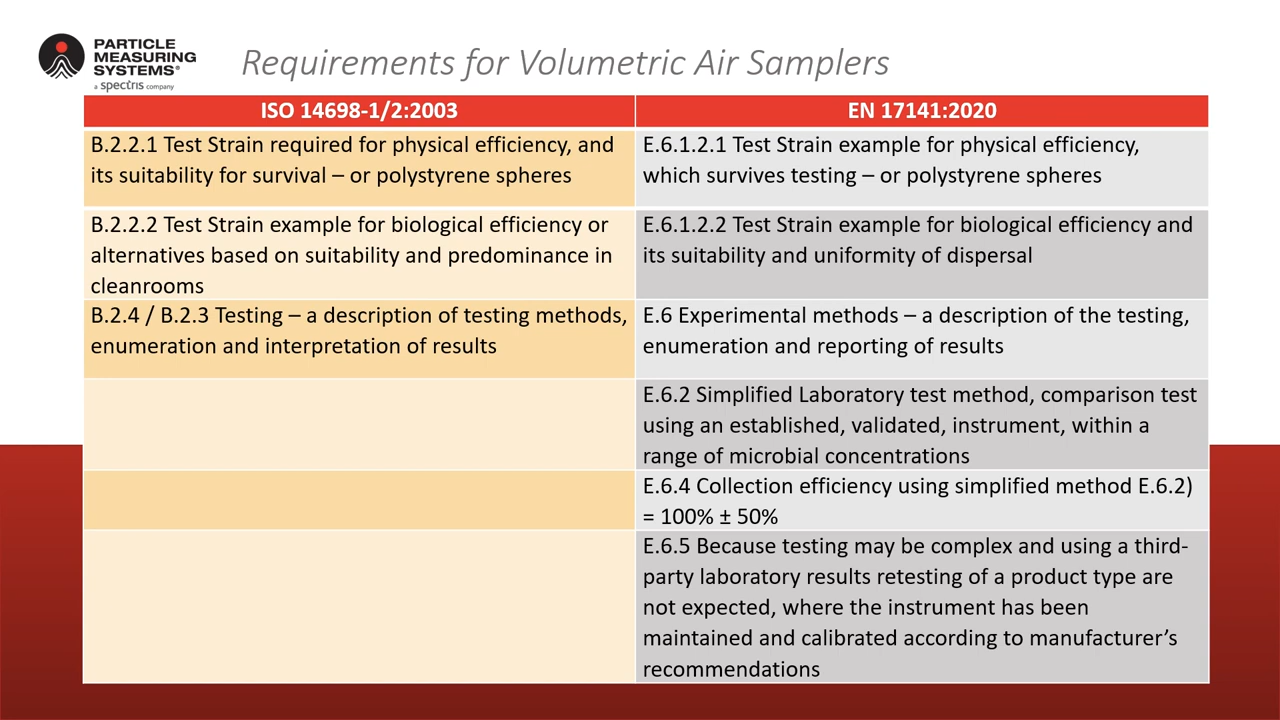 PARTICLE
MEASURING
SYSTEMS®
a spectris company
Requirements for Volumetric Air Samplers
ISO 14698-1/2:2003
EN 17141:2020
B.2.2.1 Test Strain required for physical efficiency, and
its suitability for survival – or polystyrene spheres
E.6.1.2.1 Test Strain example for physical efficiency,
which survives testing – or polystyrene spheres
B.2.2.2 Test Strain example for biological efficiency or
alternatives based on suitability and predominance in
cleanrooms
E.6.1.2.2 Test Strain example for biological efficiency and
its suitability and uniformity of dispersal
B.2.4 / B.2.3 Testing – a description of testing methods,
enumeration and interpretation of results
E.6 Experimental methods – a description of the testing,
enumeration and reporting of results
E.6.2 Simplified Laboratory test method, comparison test
using an established, validated, instrument, within a
range of microbial concentrations
E.6.4 Collection efficiency using simplified method E.6.2)
= 100% ± 50%
E.6.5 Because testing may be complex and using a third-
party laboratory results retesting of a product type are
not expected, where the instrument has been
maintained and calibrated according to manufacturer’s
recommendations